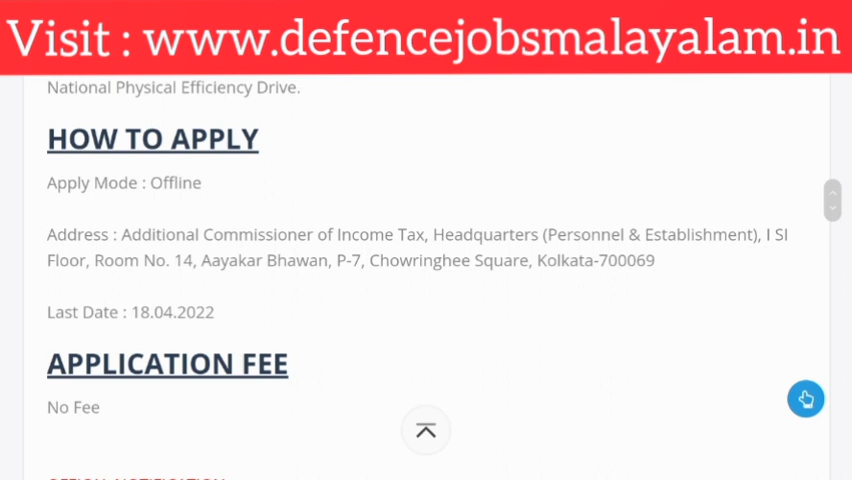 Visit : www.defencejobsmalayalam.in
National Physical Efficiency Drive.
HOW TO APPLY
Apply Mode : Offline
Address : Additional Commissioner of Income Tax, Headquarters (Personnel & Establishment), I SI
Floor, Room No. 14, Aayakar Bhawan, P-7, Chowringhee Square, Kolkata-700069
Last Date : 18.04.2022
APPLICATION FEE
No Fee